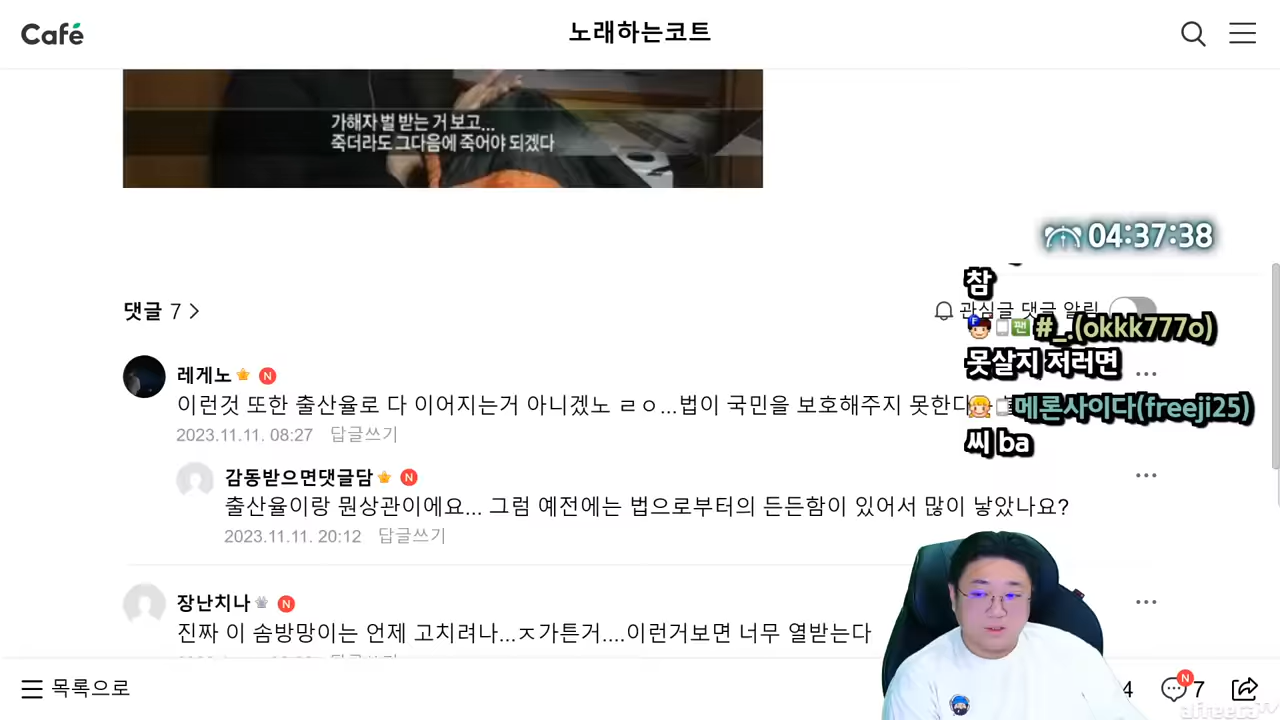 Café
노래하는코트
가해자 벌 받는 거 보고...
죽더라도 그다음에 죽어야 되겠다
04:37:38
댓글 7
관심글 댓글 알림
참
팬 #_.(okkk777o)
못살지 저러면
메론사이다(freeji25)
씨 ba
레게노 N
이런것 또한 출산율로 다 이어지는거 아니겠노 ㄹㅇ...법이 국민을 보호해주지 못한다
2023.11.11. 08:27 답글쓰기
감동받으면댓글담 N
출산율이랑 뭔상관이에요... 그럼 예전에는 법으로부터의 든든함이 있어서 많이 낳았나요?
2023.11.11. 20:12 답글쓰기
장난치나 N
진짜 이 솜방망이는 언제 고치려나...ㅈ가튼거....이런거보면 너무 열받는다
목록으로
4
N
7
afreecaTV